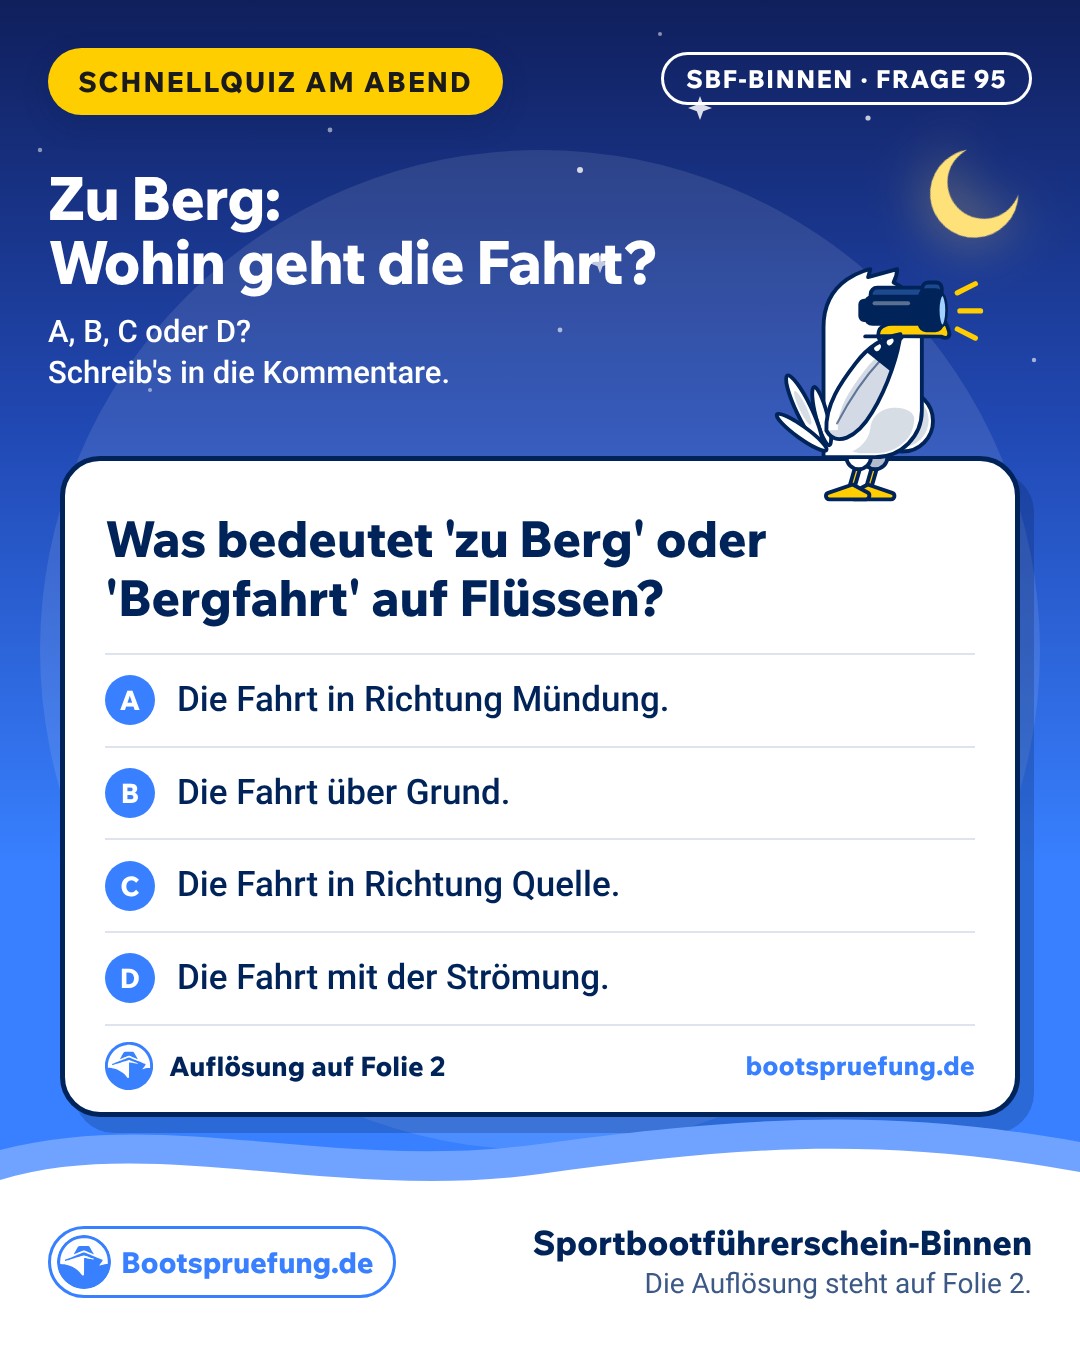 SCHNELLQUIZ AM ABEND
SBF-BINNEN · FRAGE 95
Zu Berg:
Wohin geht die Fahrt?
A, B, C oder D?
Schreib's in die Kommentare.
Was bedeutet 'zu Berg' oder
'Bergfahrt' auf Flüssen?
A Die Fahrt in Richtung Mündung.
B Die Fahrt über Grund.
C Die Fahrt in Richtung Quelle.
D Die Fahrt mit der Strömung.
Auflösung auf Folie 2
bootspruefung.de
Bootspruefung.de
Sportbootführerschein-Binnen
Die Auflösung steht auf Folie 2.